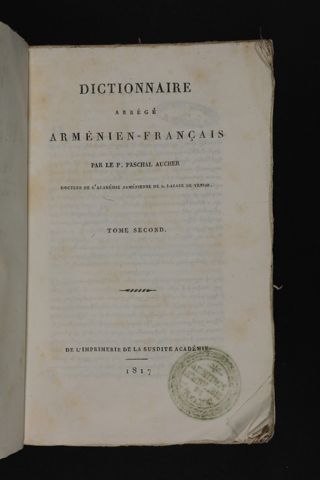 DICTIONNAIRE
ABRÉGÉ
ARMÉNIEN-FRANÇAIS
PAR LE P. PASCHAL AUCHER
DOCTEUR DE L'ACADÉMIE ARMÉNIENNE DE S. LAZARE DE VENISE.
TOME SECOND.
DE L'IMPRIMERIE DE LA SUSDITE ACADÉMIE
1817